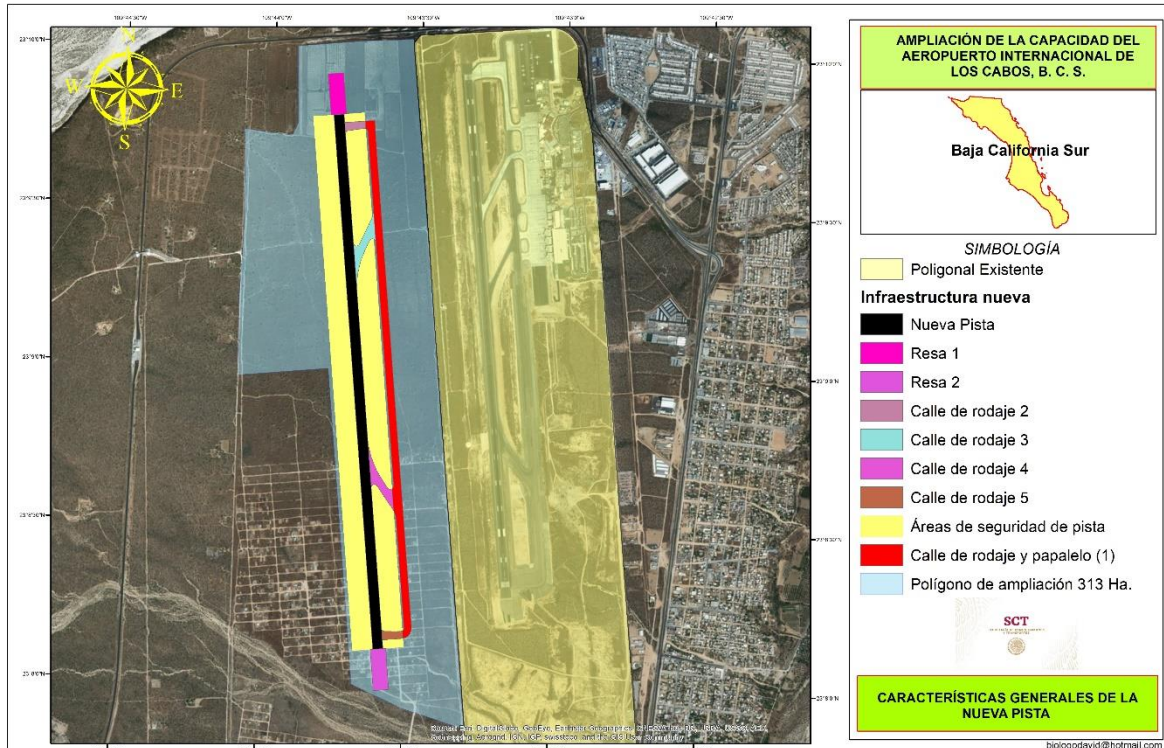 AMPLIACIÓN DE LA CAPACIDAD DEL
AEROPUERTO INTERNACIONAL DE
LOS CABOS, B. C. S.
Baja California Sur
SIMBOLOGÍA
Poligonal Existente
Infraestructura nueva
Nueva Pista
Resa 1
Resa 2
Calle de rodaje 2
Calle de rodaje 3
Calle de rodaje 4
Calle de rodaje 5
Áreas de seguridad de pista
Calle de rodaje y papalelo (1)
Polígono de ampliación 313 Ha.
SCT
CARACTERÍSTICAS GENERALES DE LA
NUEVA PISTA
biologodavid@hotmail.com
N
W
E
S